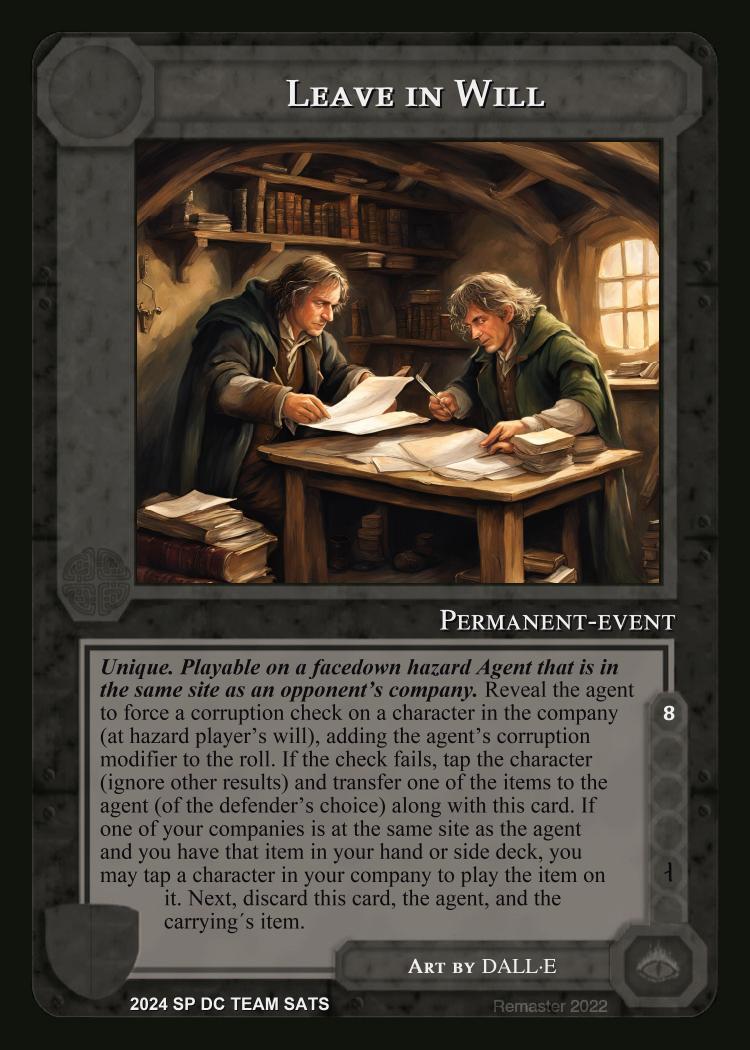 Leave in Will
Permanent-event
Unique. Playable on a facedown hazard Agent that is in
the same site as an opponent's company. Reveal the agent
to force a corruption check on a character in the company
(at hazard player's will), adding the agent's corruption
modifier to the roll. If the check fails, tap the character
(ignore other results) and transfer one of the items to the
agent (of the defender's choice) along with this card. If
one of your companies is at the same site as the agent
and you have that item in your hand or side deck, you
may tap a character in your company to play the item on
it. Next, discard this card, the agent, and the
carrying´s item.
8
Art by DALL·E
2024 SP DC TEAM SATS
Remaster 2022